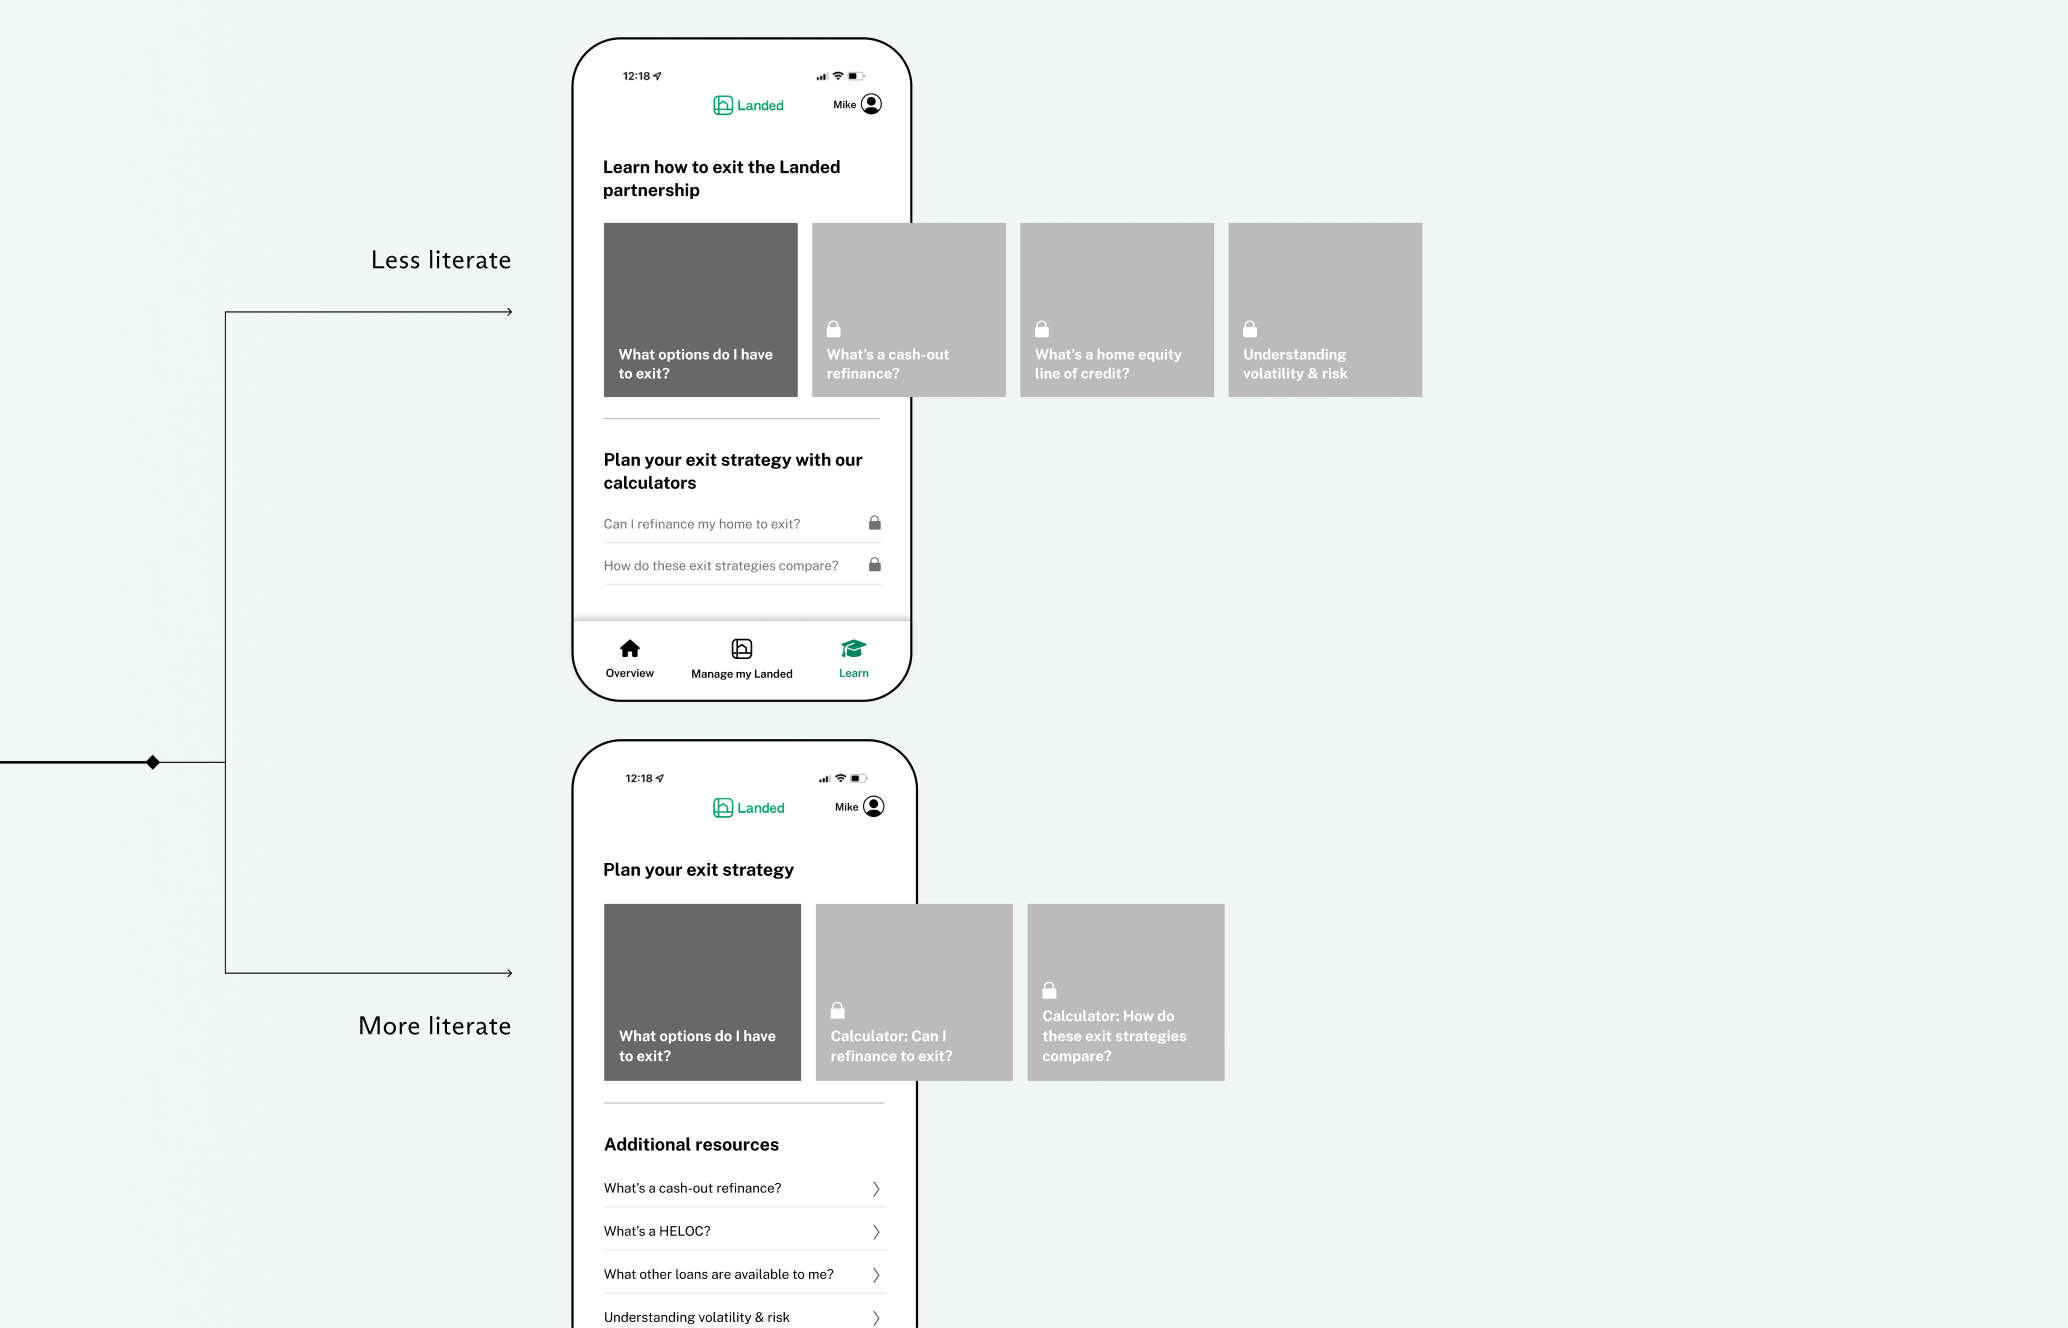 12:18
Landed
Mike
Learn how to exit the Landed
partnership
Less literate
What options do I have
to exit?
What's a cash-out
refinance?
What's a home equity
line of credit?
Understanding
volatility & risk
Plan your exit strategy with our
calculators
Can I refinance my home to exit?
How do these exit strategies compare?
Overview
Manage my Landed
Learn
12:18
Landed
Mike
Plan your exit strategy
More literate
What options do I have
to exit?
Calculator: Can I
refinance to exit?
Calculator: How do
these exit strategies
compare?
Additional resources
What's a cash-out refinance?
What's a HELOC?
What other loans are available to me?
Understanding volatility & risk